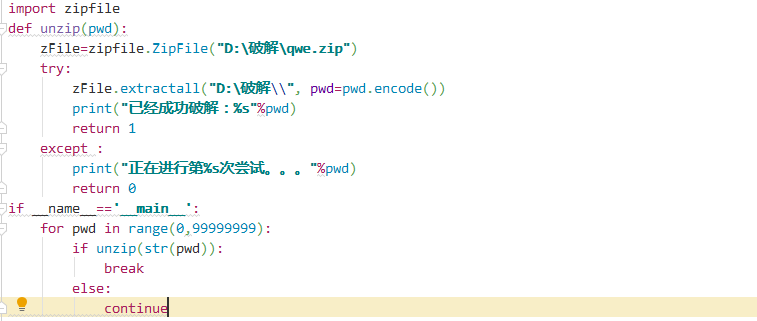 import zipfile
def unzip(pwd):
    zFile=zipfile.ZipFile("D:\破解\qwe.zip")
    try:
        zFile.extractall("D:\破解\\", pwd=pwd.encode())
        print("已经成功破解：%s"%pwd)
        return 1
    except :
        print("正在进行第%s次尝试。。。"%pwd)
        return 0
if __name__=='__main__':
    for pwd in range(0,99999999):
        if unzip(str(pwd)):
            break
        else:
            continue